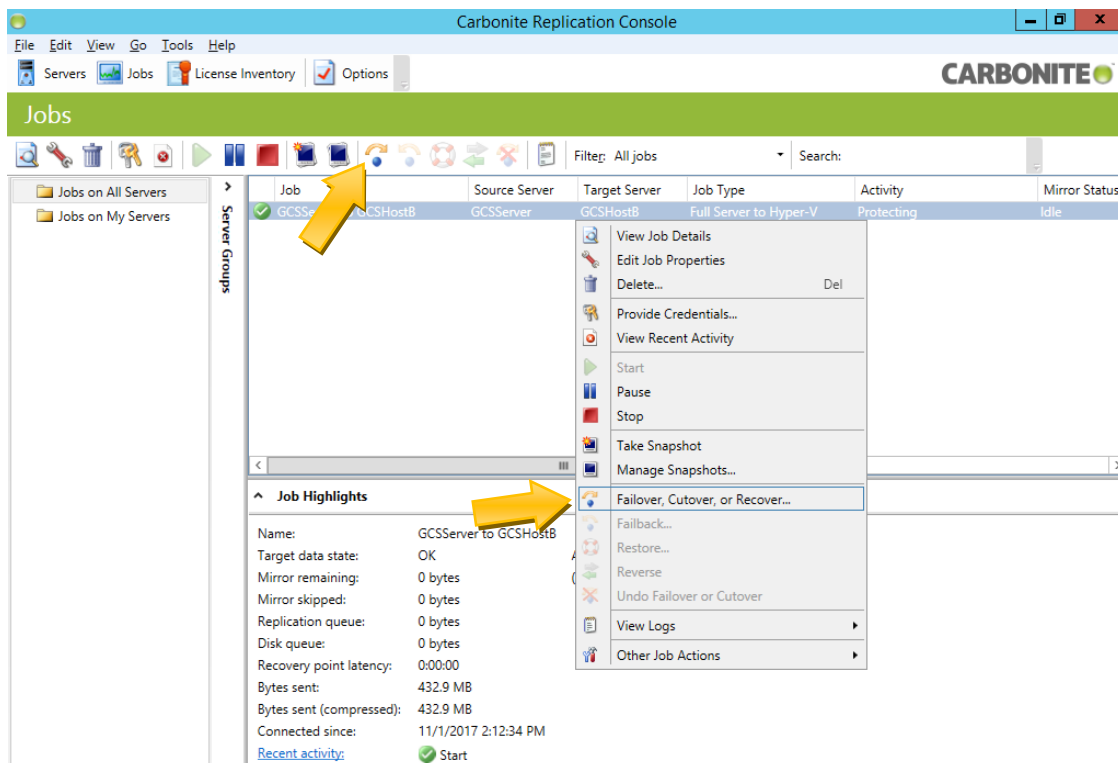 Carbonite Replication Console
File Edit View Go Tools Help
Servers Jobs License Inventory Options
CARBONITE
Jobs
Filter: All jobs Search:
Jobs on All Servers
Jobs on My Servers
Server Groups
Job Source Server Target Server Job Type Activity Mirror Status
GCSHostB GCSServer GCSHostB Full Server to Hyper-V Protecting Idle
View Job Details
Edit Job Properties
Delete... Del
Provide Credentials...
View Recent Activity
Start
Pause
Stop
Take Snapshot
Manage Snapshots...
Failover, Cutover, or Recover...
Failback...
Restore...
Reverse
Undo Failover or Cutover
View Logs
Other Job Actions
Job Highlights
Name: GCSServer to GCSHostB
Target data state: OK
Mirror remaining: 0 bytes
Mirror skipped: 0 bytes
Replication queue: 0 bytes
Disk queue: 0 bytes
Recovery point latency: 0:00:00
Bytes sent: 432.9 MB
Bytes sent (compressed): 432.9 MB
Connected since: 11/1/2017 2:12:34 PM
Recent activity: Start